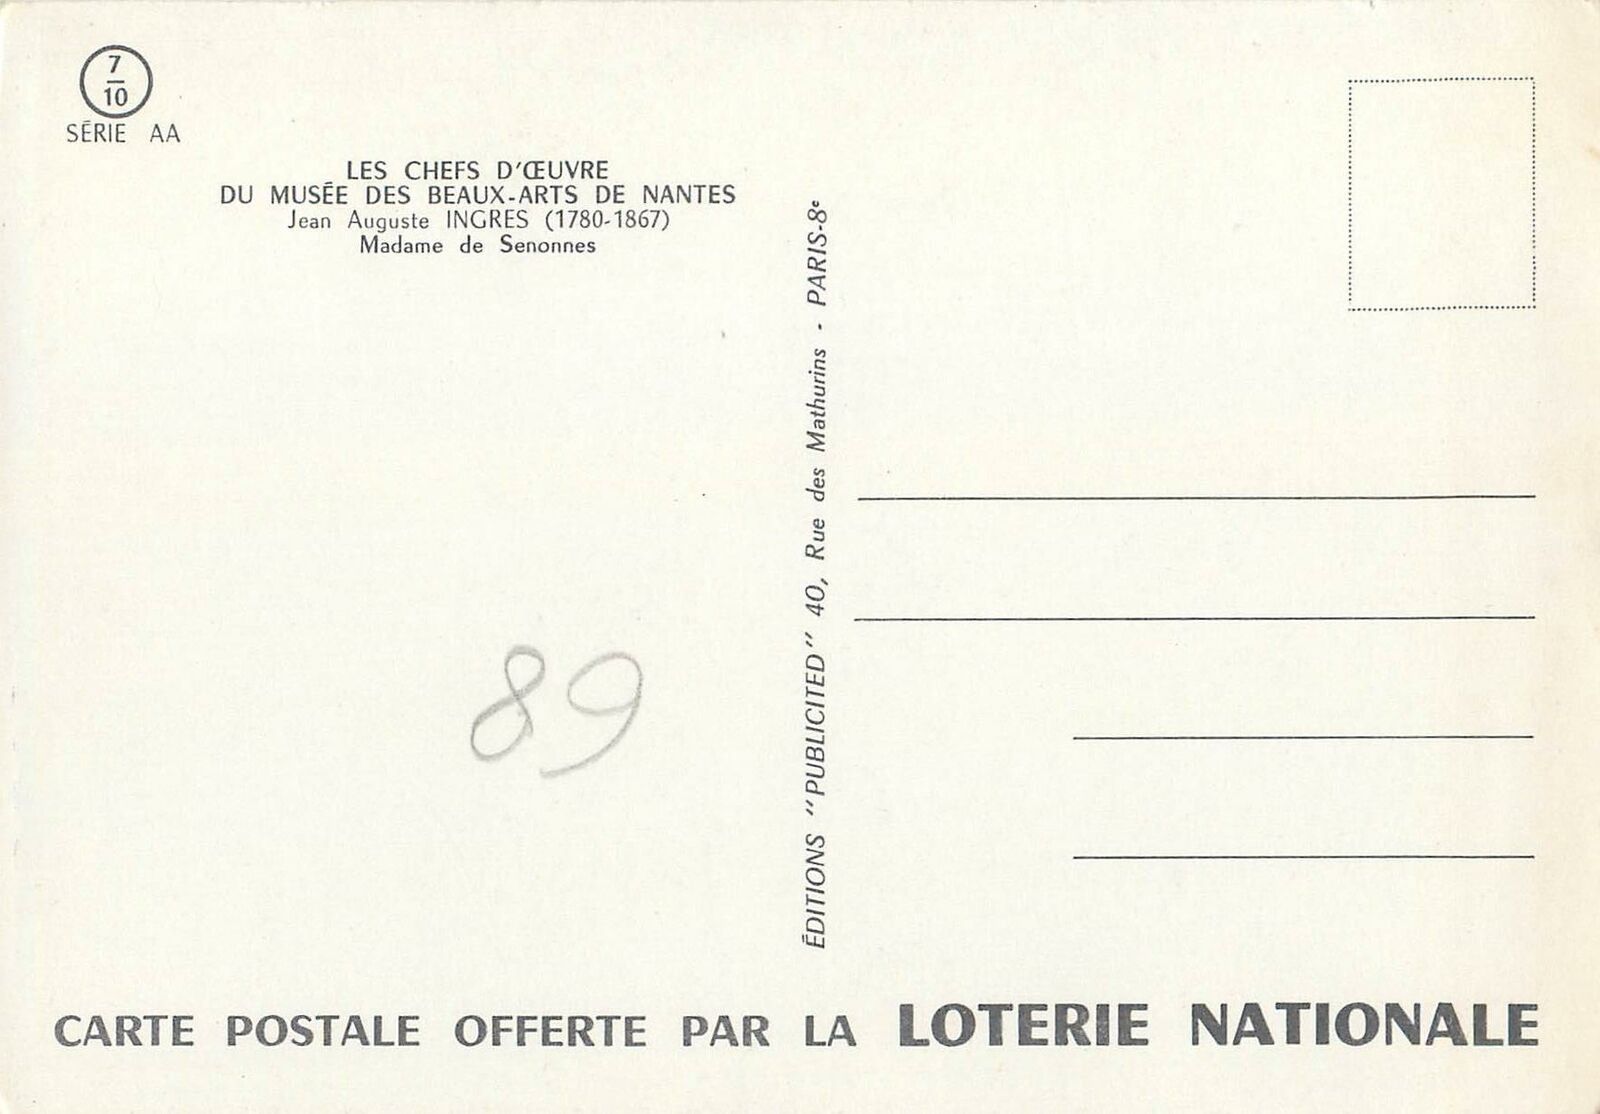 7
10
SÉRIE AA
LES CHEFS D'ŒUVRE
DU MUSÉE DES BEAUX-ARTS DE NANTES
Jean Auguste INGRES (1780-1867)
Madame de Senonnes
89
ÉDITIONS "PUBLICITED" 40, Rue des Mathurins - PARIS-8e
CARTE POSTALE OFFERTE PAR LA LOTERIE NATIONALE